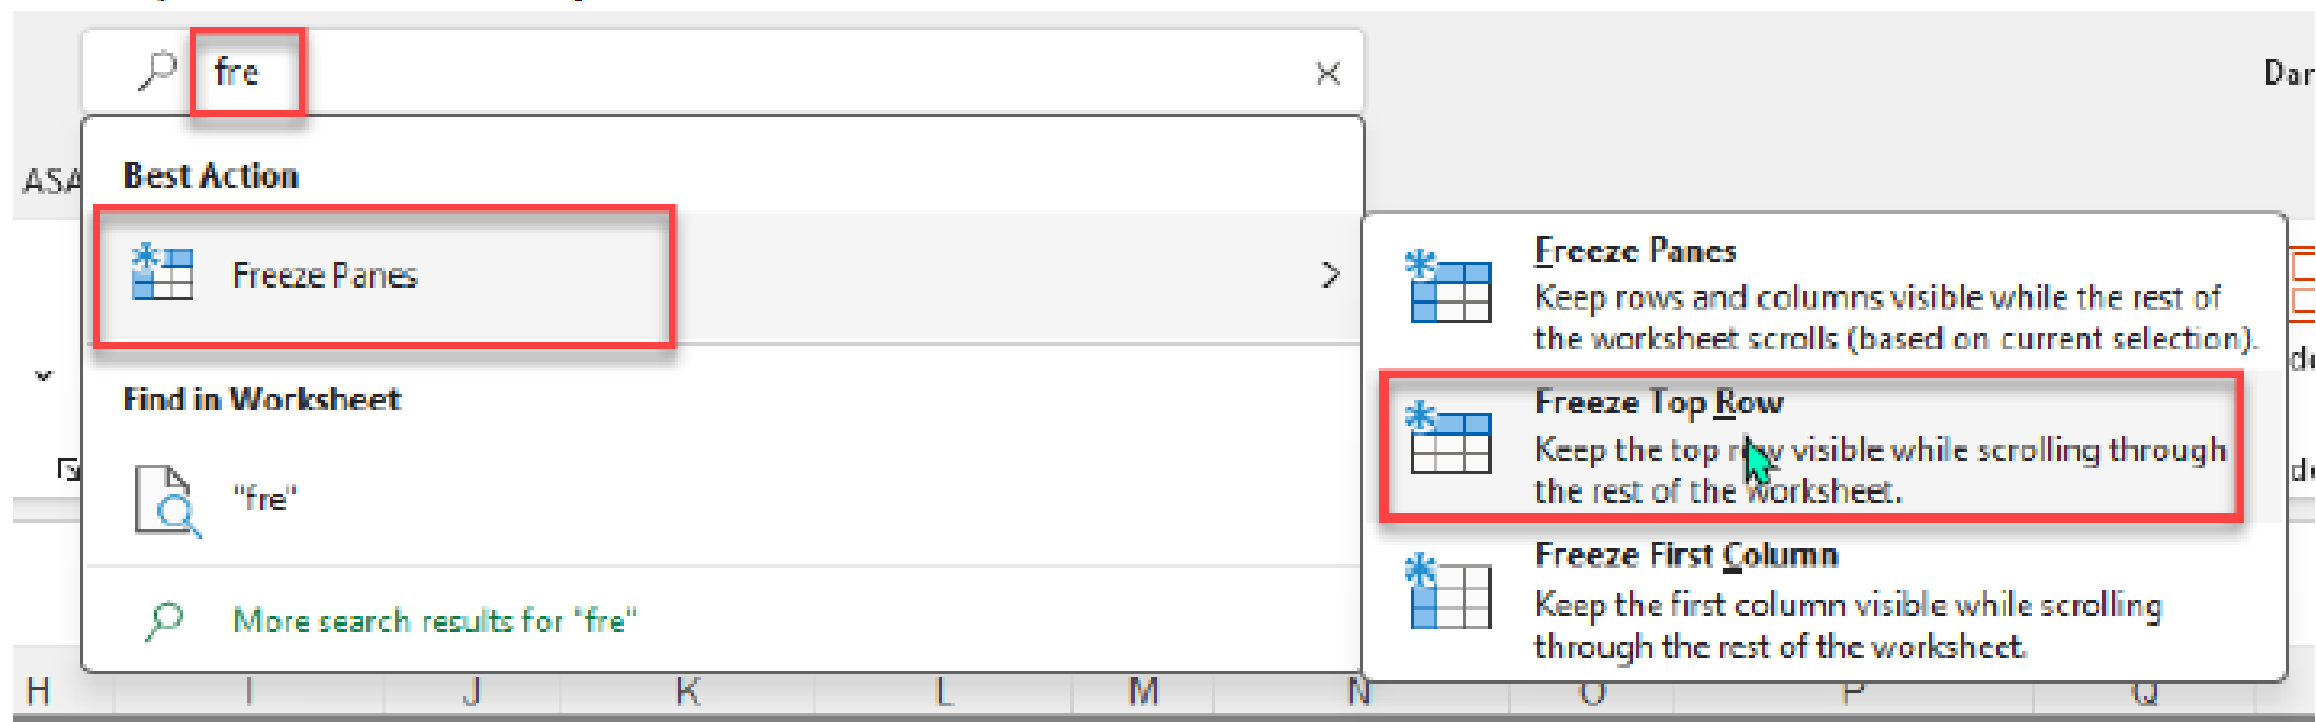 fre
Dar
ASA
Best Action
Freeze Panes
Find in Worksheet
"fre"
More search results for "fre"
Freeze Panes
Keep rows and columns visible while the rest of
the worksheet scrolls (based on current selection).
Freeze Top Row
Keep the top row visible while scrolling through
the rest of the worksheet.
Freeze First Column
Keep the first column visible while scrolling
through the rest of the worksheet.
de
de
H I J K L M N O P Q